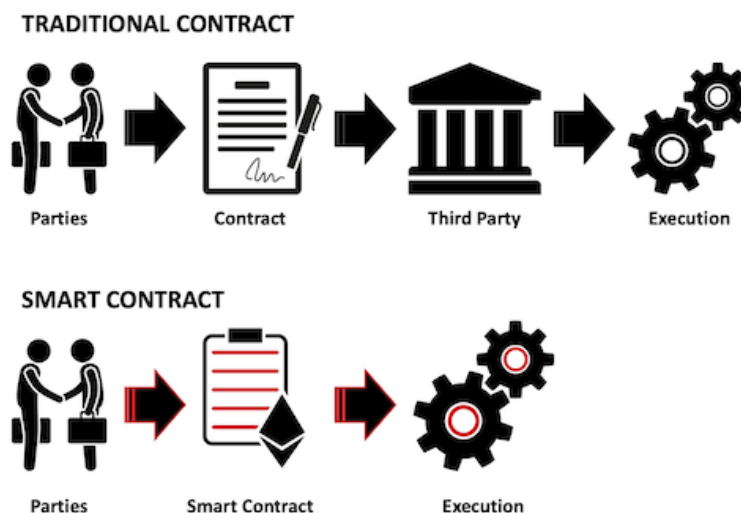 TRADITIONAL CONTRACT
Parties Contract Third Party Execution
SMART CONTRACT
Parties Smart Contract Execution